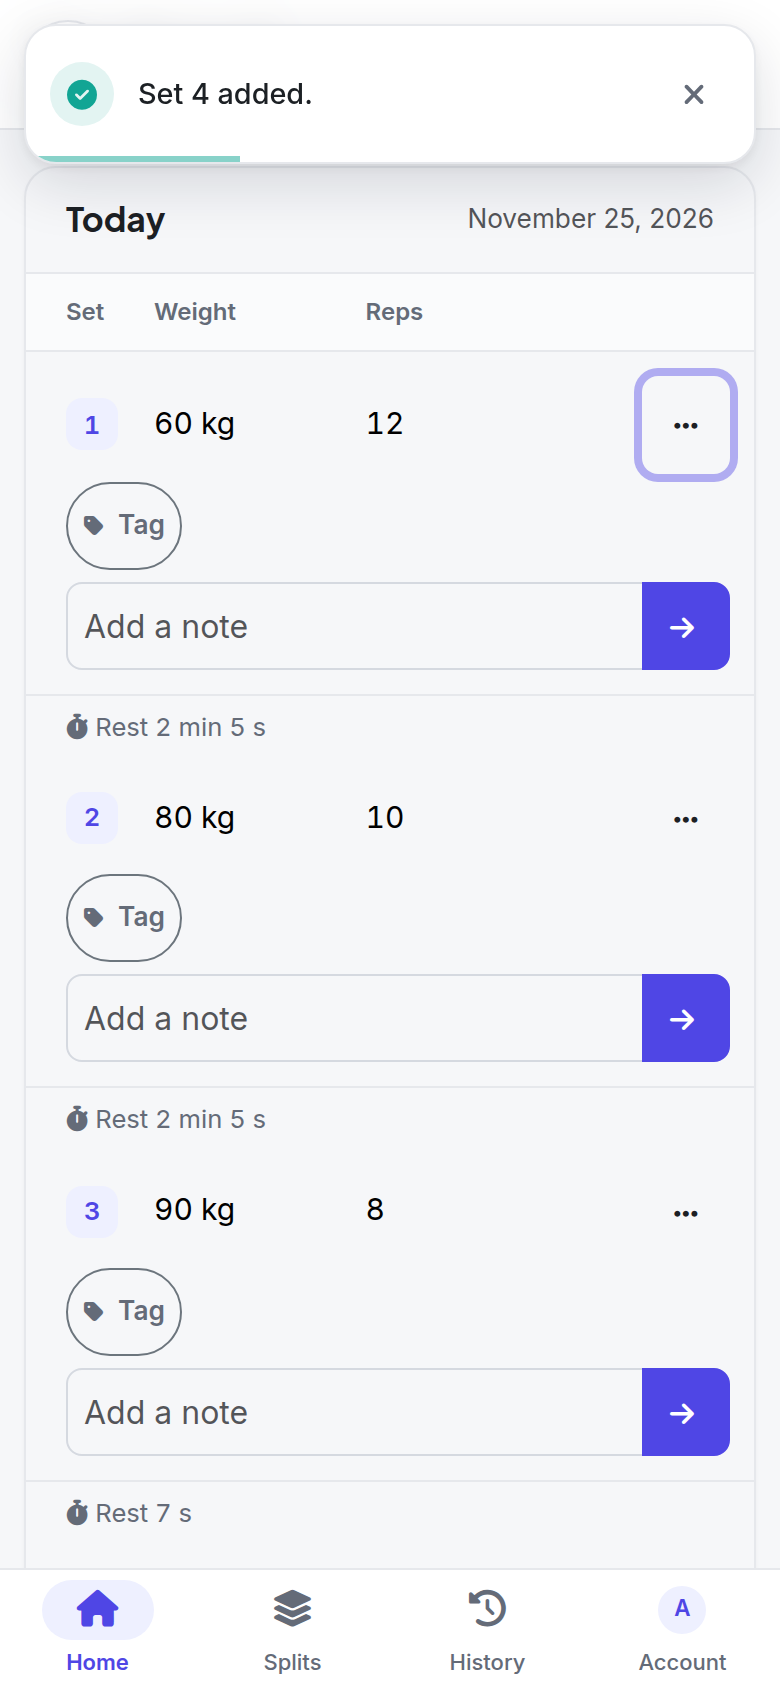 Set 4 added.
Today November 25, 2026
Set Weight Reps
1 60 kg 12
Tag
Add a note
Rest 2 min 5 s
2 80 kg 10
Tag
Add a note
Rest 2 min 5 s
3 90 kg 8
Tag
Add a note
Rest 7 s
A
Home Splits History Account